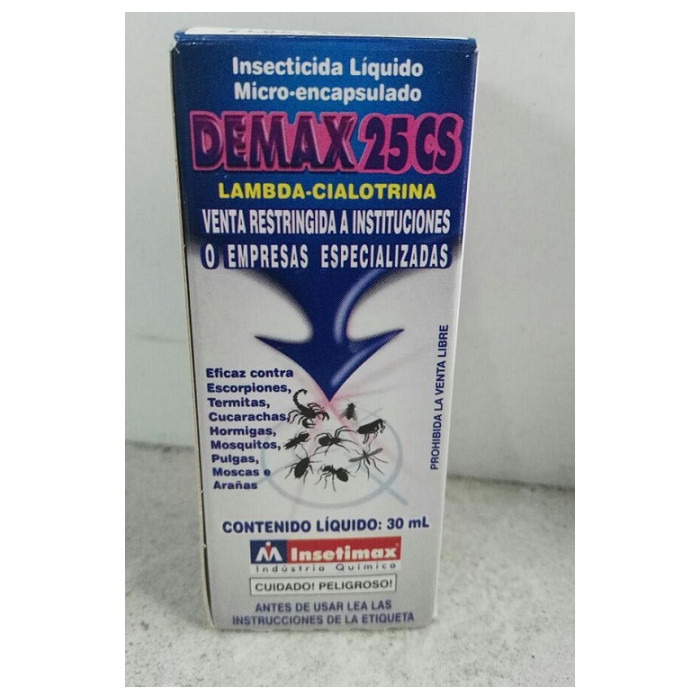 Insecticida Líquido
Micro-encapsulado
DEMAX 25CS
LAMBDA-CIALOTRINA
VENTA RESTRINGIDA A INSTITUCIONES
O EMPRESAS ESPECIALIZADAS
Eficaz contra
Escorpiones,
Termitas,
Cucarachas,
Hormigas,
Mosquitos,
Pulgas,
Moscas e
Arañas
PROHIBIDA LA VENTA LIBRE
CONTENIDO LÍQUIDO: 30 mL
Insetimax
Indústria Química
CUIDADO! PELIGROSO!
ANTES DE USAR LEA LAS
INSTRUCCIONES DE LA ETIQUETA